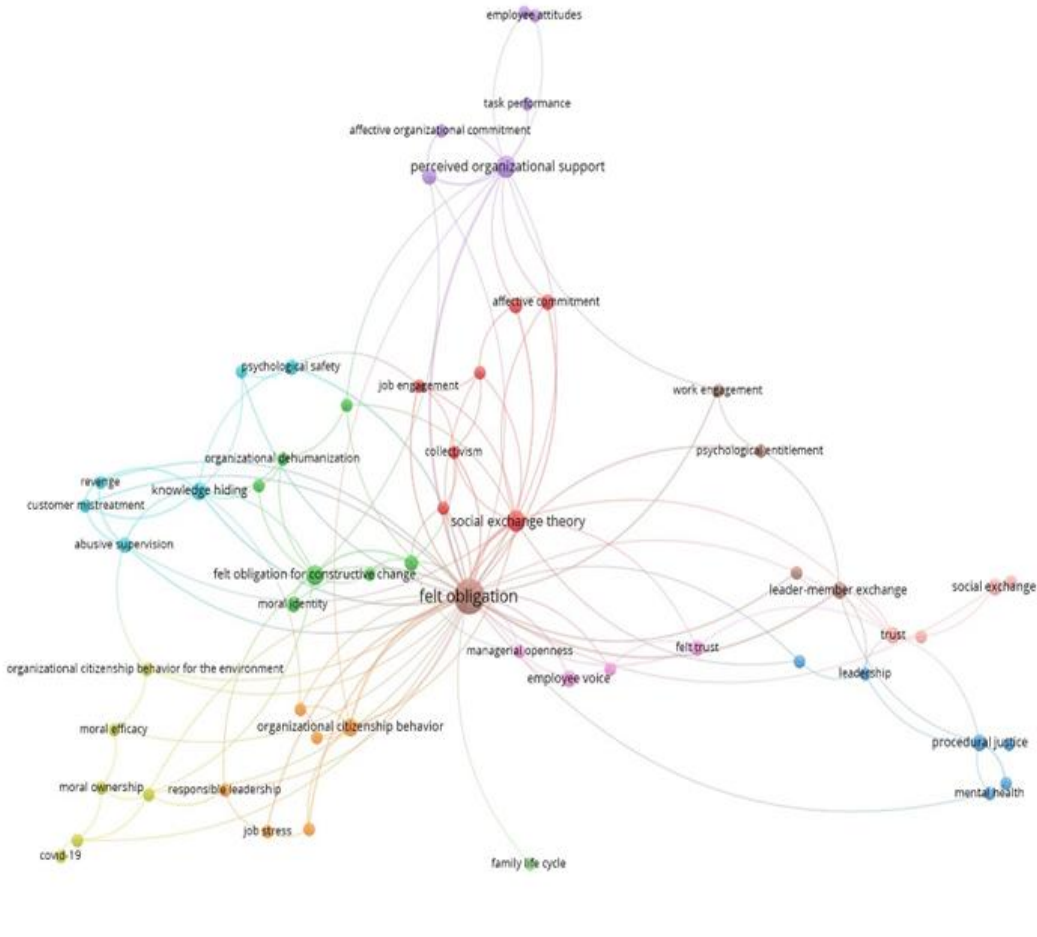 employee attitudes
task performance
affective organizational commitment
perceived organizational support
affective commitment
psychological safety
job engagement
work engagement
collectivism
psychological entitlement
organizational dehumanization
revenge
knowledge hiding
customer mistreatment
social exchange theory
abusive supervision
felt obligation for constructive change
social exchange
leader-member exchange
felt obligation
moral identity
trust
felt trust
managerial openness
organizational citizenship behavior for the environment
leadership
employee voice
organizational citizenship behavior
moral efficacy
procedural justice
moral ownership
responsible leadership
mental health
job stress
covid-19
family life cycle